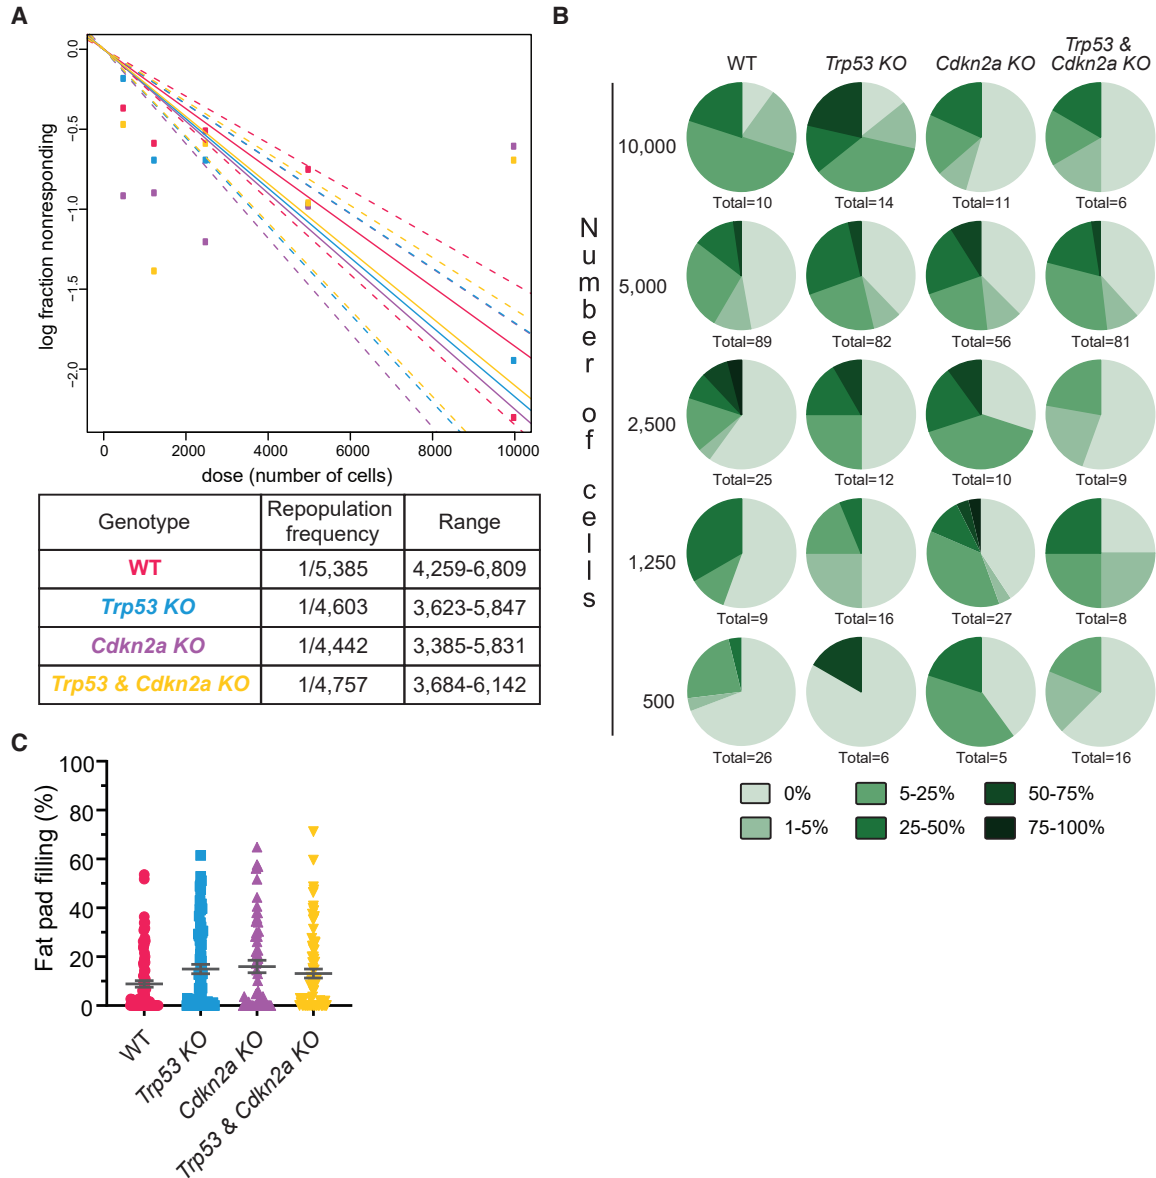 A
0.0
−0.5
−1.0
−1.5
−2.0
log fraction nonresponding
0 2000 4000 6000 8000 10000
dose (number of cells)
Genotype Repopulation frequency Range
WT 1/5,385 4,259-6,809
Trp53 KO 1/4,603 3,623-5,847
Cdkn2a KO 1/4,442 3,385-5,831
Trp53 & Cdkn2a KO 1/4,757 3,684-6,142
B
WT Trp53 KO Cdkn2a KO Trp53 & Cdkn2a KO
Number of cells
10,000
Total=10 Total=14 Total=11 Total=6
5,000
Total=89 Total=82 Total=56 Total=81
2,500
Total=25 Total=12 Total=10 Total=9
1,250
Total=9 Total=16 Total=27 Total=8
500
Total=26 Total=6 Total=5 Total=16
0% 5-25% 50-75%
1-5% 25-50% 75-100%
C
Fat pad filling (%)
100
80
60
40
20
0
WT
Trp53 KO
Cdkn2a KO
Trp53 & Cdkn2a KO